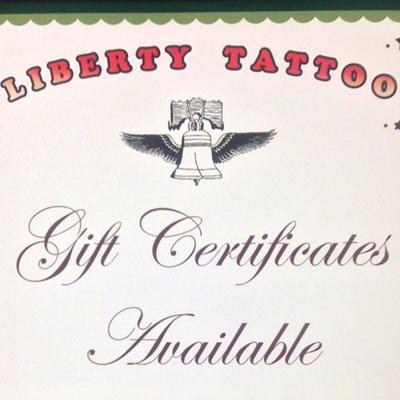 LIBERTY TATTOO
Gift Certificates
Available